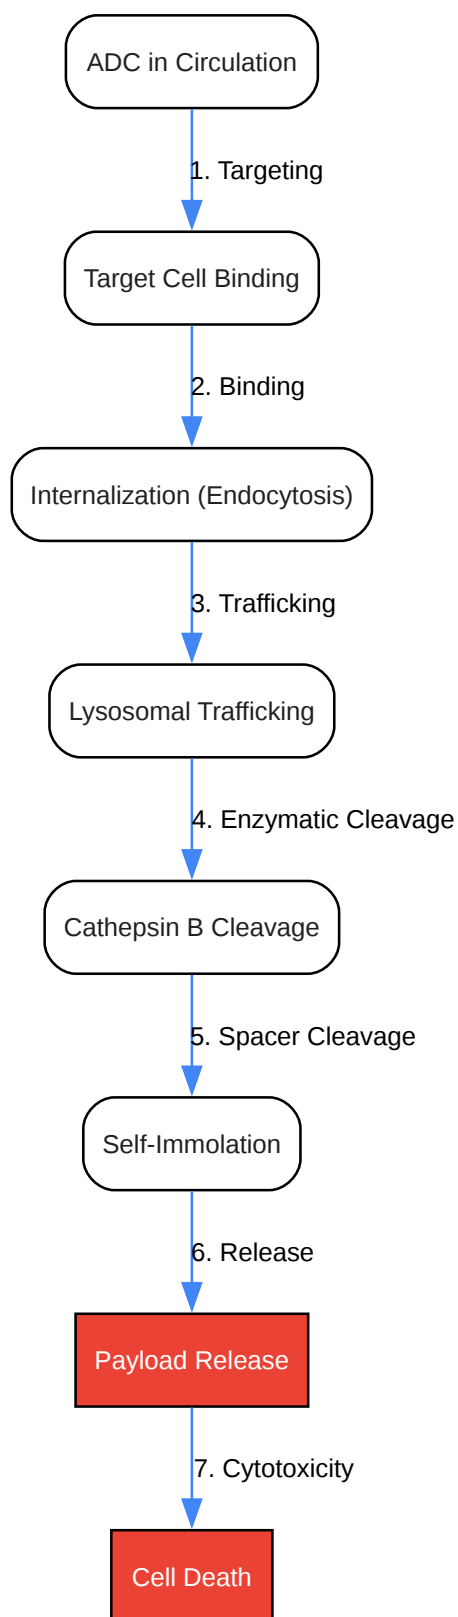 ADC in Circulation
1. Targeting
Target Cell Binding
2. Binding
Internalization (Endocytosis)
3. Trafficking
Lysosomal Trafficking
4. Enzymatic Cleavage
Cathepsin B Cleavage
5. Spacer Cleavage
Self-Immolation
6. Release
Payload Release
7. Cytotoxicity
Cell Death